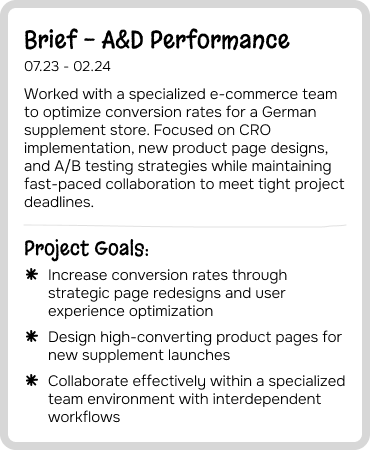 Brief – A&D Performance
07.23 - 02.24
Worked with a specialized e-commerce team
to optimize conversion rates for a German
supplement store. Focused on CRO
implementation, new product page designs,
and A/B testing strategies while maintaining
fast-paced collaboration to meet tight project
deadlines.
Project Goals:
✱ Increase conversion rates through
strategic page redesigns and user
experience optimization
✱ Design high-converting product pages for
new supplement launches
✱ Collaborate effectively within a specialized
team environment with interdependent
workflows